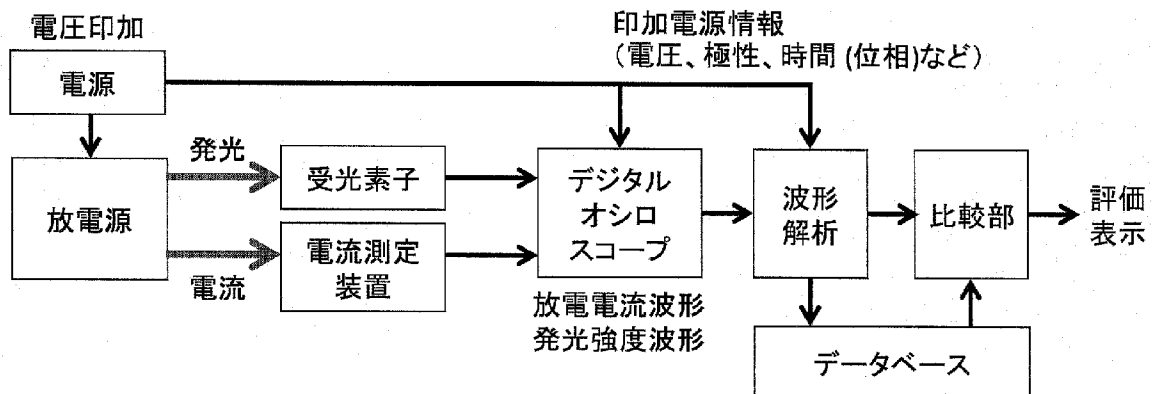 電圧印加
電源
印加電源情報
（電圧、極性、時間 (位相)など）
放電源
発光
電流
受光素子
電流測定
装置
デジタル
オシロ
スコープ
放電電流波形
発光強度波形
波形
解析
比較部
評価
表示
データベース